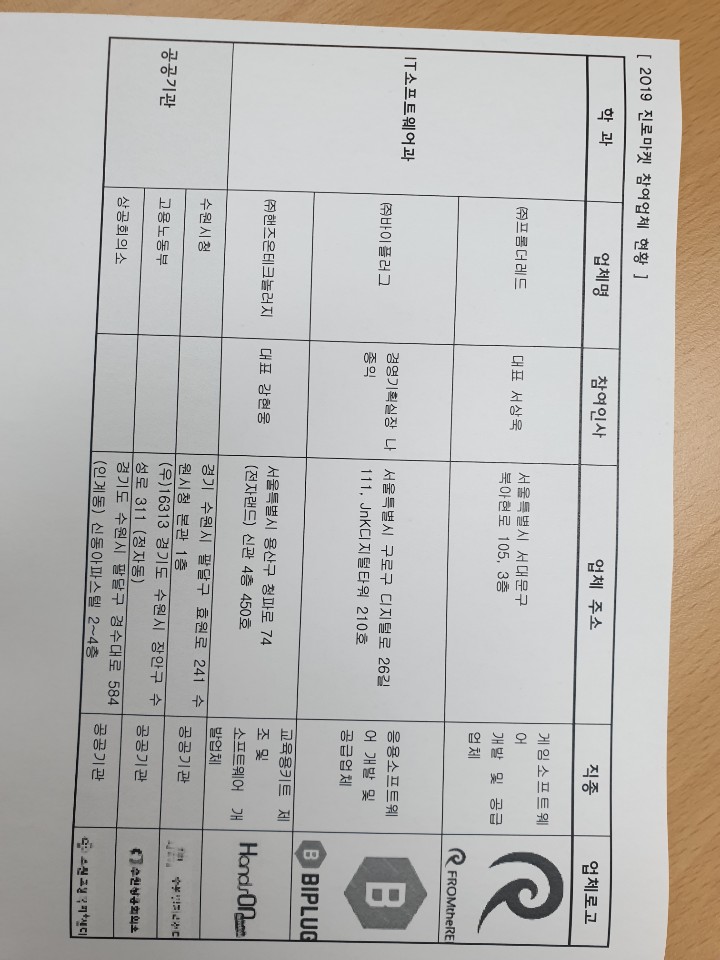 [ 2019 진로마켓 참여업체 현황 ]
학 과 업체명 참여인사 업체 주소 직종 업체로고
IT소프트웨어과
㈜프롬더레드
대표 서상욱
서울특별시 서대문구
북아현로 105, 3층
게임소프트웨
어
개발 및 공급
업체
FROMtheRE
㈜바이플러그
경영기획실장 나
종익
서울특별시 구로구 디지털로 26길
111, JnK디지털타워 210호
응용소프트웨
어 개발 및
공급업체
B
B BIPLUG
㈜핸즈온테크놀러지
대표 강현웅
서울특별시 용산구 청파로 74
(전자랜드) 신관 4층 450호
교육용키트 제
조 및
소프트웨어 개
발업체
HandsON
공공기관
수원시청
경기 수원시 팔달구 효원로 241 수
원시청 본관 1층
공공기관
고용노동부
(우)16313 경기도 수원시 장안구 수
성로 311 (정자동)
공공기관
수원상공회의소
상공회의소
경기도 수원시 팔달구 경수대로 584
(인계동) 신동아파스텔 2~4층
공공기관